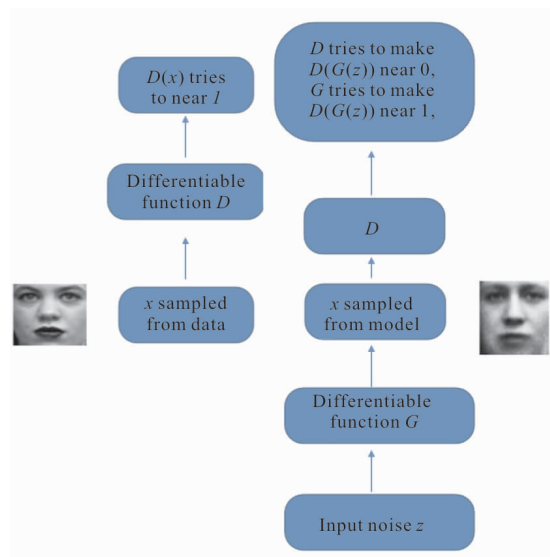 D(x) tries
to near 1
Differentiable
function D
x sampled
from data
D tries to make
D(G(z)) near 0,
G tries to make
D(G(z)) near 1,
D
x sampled
from model
Differentiable
function G
Input noise z